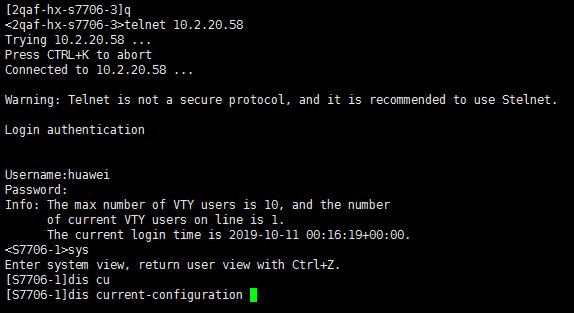 [2qaf-hx-s7706-3]q
<2qaf-hx-s7706-3>telnet 10.2.20.58
Trying 10.2.20.58 ...
Press CTRL+K to abort
Connected to 10.2.20.58 ...
Warning: Telnet is not a secure protocol, and it is recommended to use Stelnet.
Login authentication
Username:huawei
Password:
Info: The max number of VTY users is 10, and the number
of current VTY users on line is 1.
The current login time is 2019-10-11 00:16:19+00:00.
<S7706-1>sys
Enter system view, return user view with Ctrl+Z.
[S7706-1]dis cu
[S7706-1]dis current-configuration